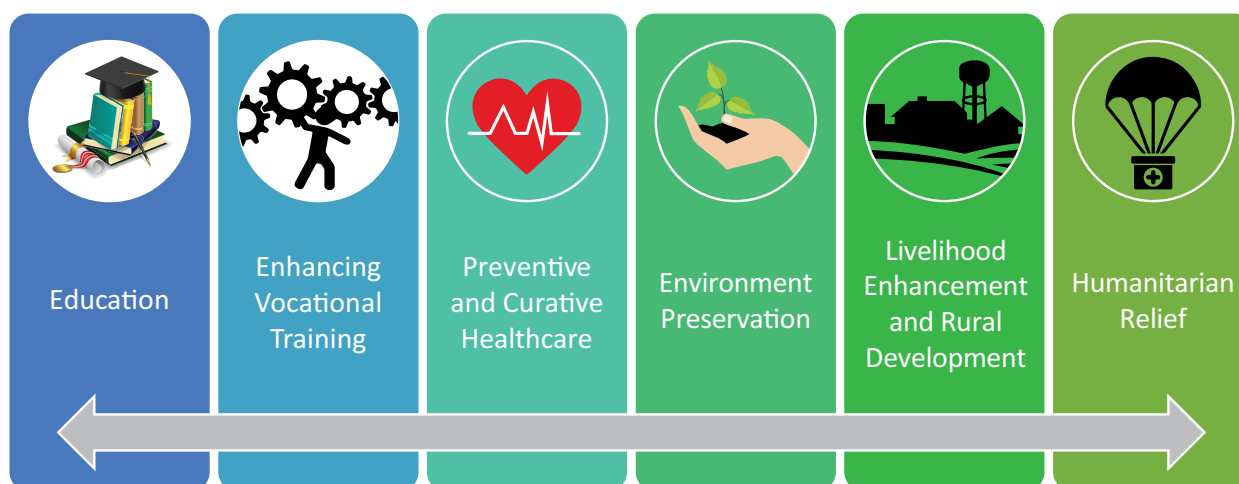 Education
Enhancing
Vocational
Training
Preventive
and Curative
Healthcare
Environment
Preservation
Livelihood
Enhancement
and Rural
Development
Humanitarian
Relief